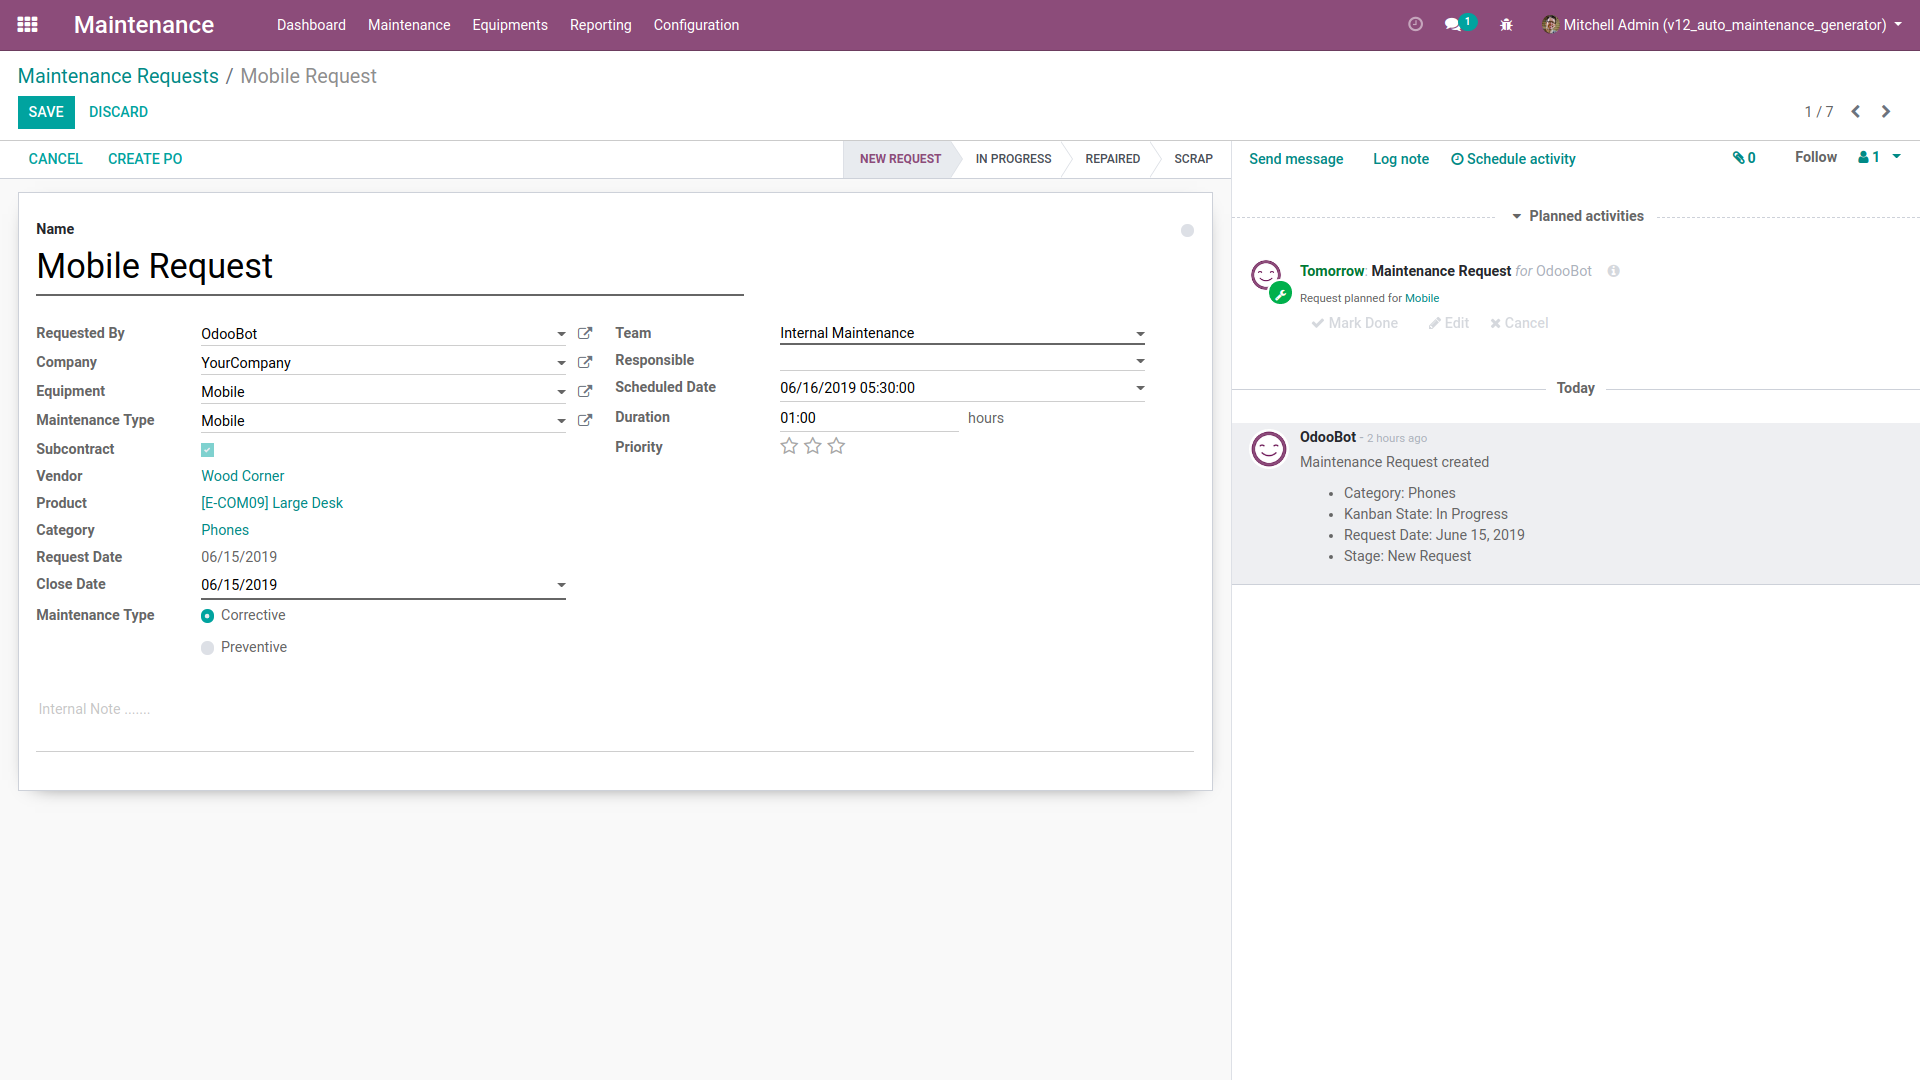 Maintenance
Dashboard
Maintenance
Equipments
Reporting
Configuration
1
Mitchell Admin (v12_auto_maintenance_generator)
Maintenance Requests / Mobile Request
SAVE
DISCARD
1 / 7
CANCEL
CREATE PO
NEW REQUEST
IN PROGRESS
REPAIRED
SCRAP
Send message
Log note
Schedule activity
0
Follow
1
Name
Mobile Request
Requested By OdooBot
Company YourCompany
Equipment Mobile
Maintenance Type Mobile
Subcontract
Vendor Wood Corner
Product [E-COM09] Large Desk
Category Phones
Request Date 06/15/2019
Close Date 06/15/2019
Maintenance Type Corrective
Preventive
Team Internal Maintenance
Responsible
Scheduled Date 06/16/2019 05:30:00
Duration 01:00 hours
Priority
Internal Note .......
Planned activities
Tomorrow: Maintenance Request for OdooBot
Request planned for Mobile
Mark Done
Edit
Cancel
Today
OdooBot - 2 hours ago
Maintenance Request created
• Category: Phones
• Kanban State: In Progress
• Request Date: June 15, 2019
• Stage: New Request